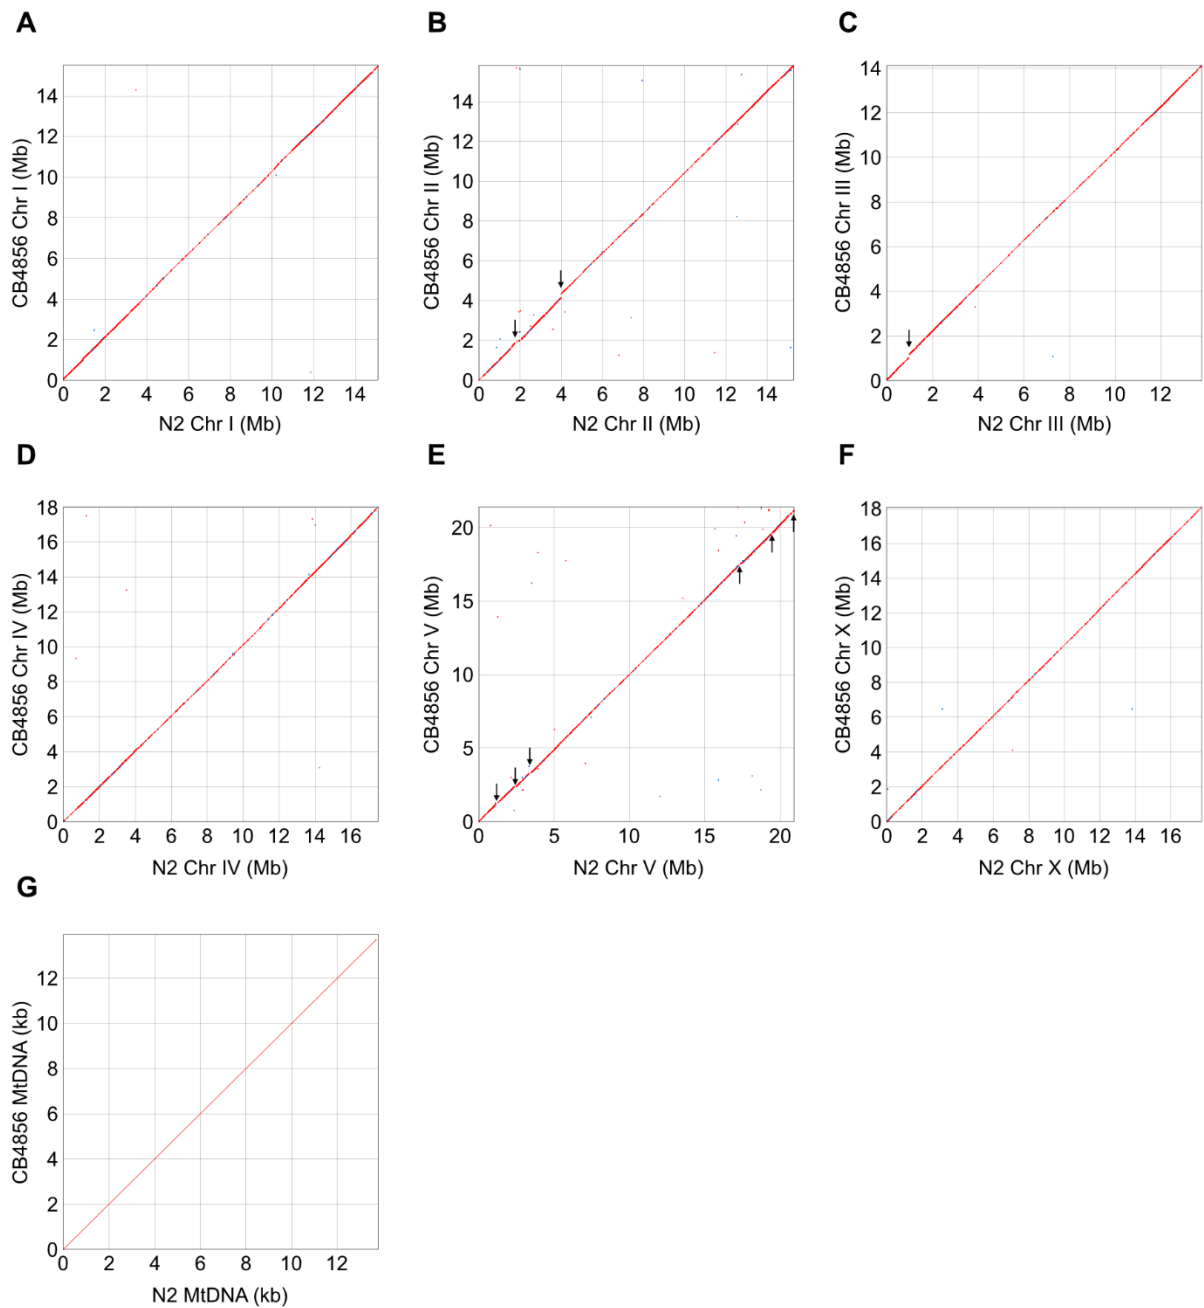 A
B
C
CB4856 Chr I (Mb)
14
12
10
8
6
4
2
0
0 2 4 6 8 10 12 14
N2 Chr I (Mb)
CB4856 Chr II (Mb)
14
12
10
8
6
4
2
0
0 2 4 6 8 10 12 14
N2 Chr II (Mb)
CB4856 Chr III (Mb)
14
12
10
8
6
4
2
0
0 2 4 6 8 10 12
N2 Chr III (Mb)
D
E
F
CB4856 Chr IV (Mb)
18
16
14
12
10
8
6
4
2
0
0 2 4 6 8 10 12 14 16
N2 Chr IV (Mb)
CB4856 Chr V (Mb)
20
15
10
5
0
0 5 10 15 20
N2 Chr V (Mb)
CB4856 Chr X (Mb)
18
16
14
12
10
8
6
4
2
0
0 2 4 6 8 10 12 14 16
N2 Chr X (Mb)
G
CB4856 MtDNA (kb)
12
10
8
6
4
2
0
0 2 4 6 8 10 12
N2 MtDNA (kb)